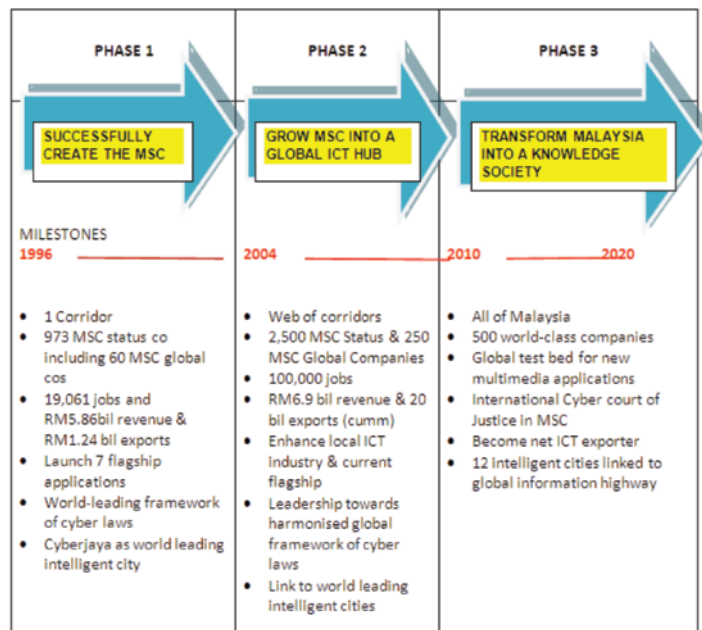 PHASE 1
PHASE 2
PHASE 3
SUCCESSFULLY
CREATE THE MSC
GROW MSC INTO A
GLOBAL ICT HUB
TRANSFORM MALAYSIA
INTO A KNOWLEDGE
SOCIETY
MILESTONES
1996
2004
2010
2020
• 1 Corridor
• 973 MSC status co
including 60 MSC global
cos
• 19,061 jobs and
RM5.86bil revenue &
RM1.24 bil exports
• Launch 7 flagship
applications
• World-leading framework
of cyber laws
• Cyberjaya as world leading
intelligent city
• Web of corridors
• 2,500 MSC Status & 250
MSC Global Companies
• 100,000 jobs
• RM6.9 bil revenue & 20
bil exports (cumm)
• Enhance local ICT
industry & current
flagship
• Leadership towards
harmonised global
framework of cyber
laws
• Link to world leading
intelligent cities
• All of Malaysia
• 500 world-class companies
• Global test bed for new
multimedia applications
• International Cyber court of
Justice in MSC
• Become net ICT exporter
• 12 intelligent cities linked to
global information highway